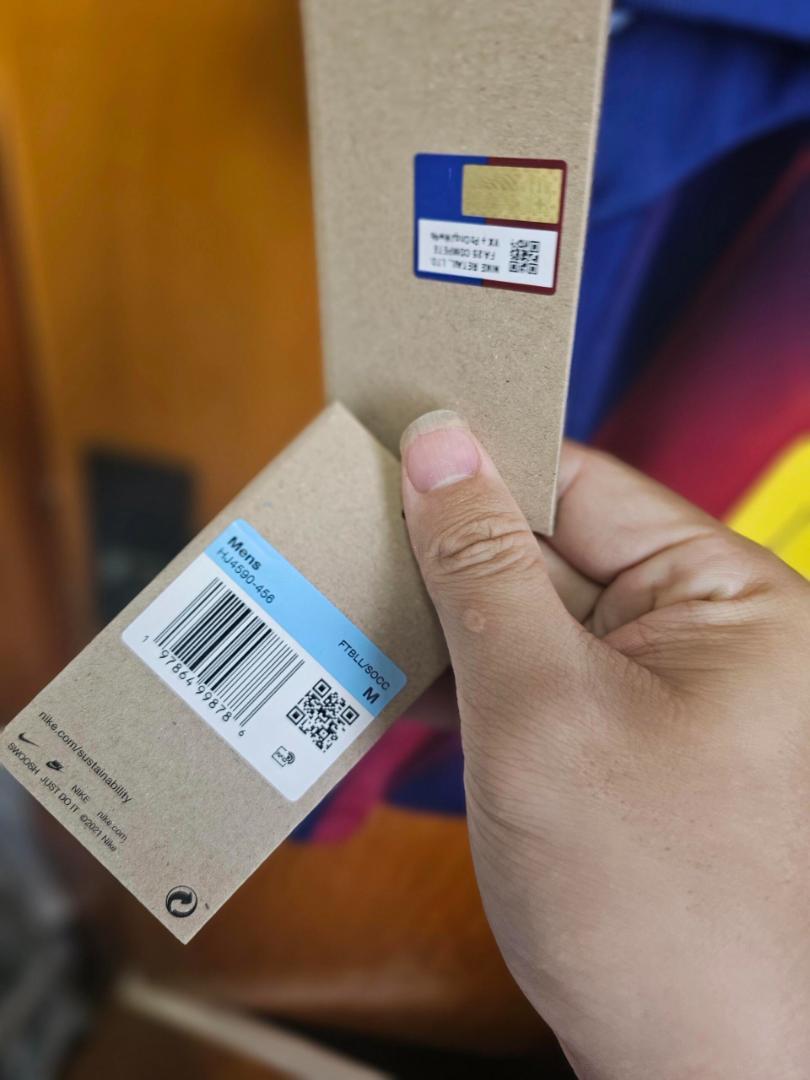 NIKE RETAIL LTD.
FA25 COMPETE
Mens
HJ4590-456
FTBLL/SOCC
M
1 97864 99878 6
nike.com/sustainability
NIKE nike.com
SWOOSH JUST DO IT ©2021 Nike